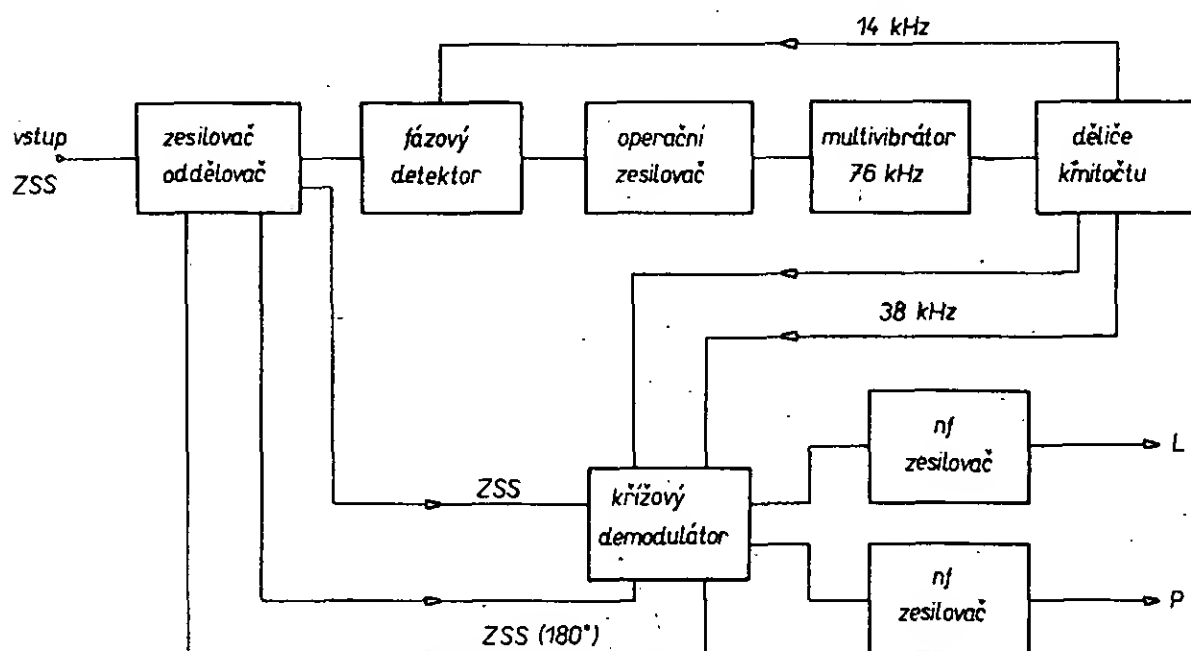 14 kHz
vstup
ZSS
zesilovač
oddělovač
fázový
detektor
operační
zesilovač
multivibrátor
76 kHz
děliče
kmitočtu
38 kHz
nf
zesilovač
L
ZSS
křížový
demodulátor
nf
zesilovač
P
ZSS (180°)